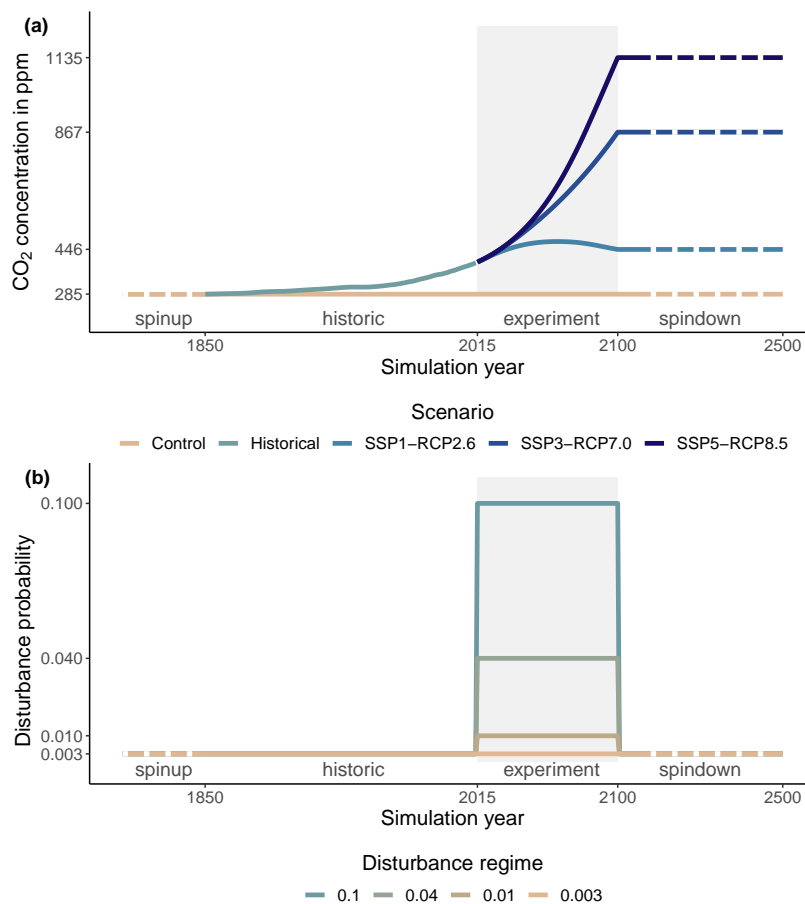 (a)
CO2 concentration in ppm
1135
867
446
285
spinup historic experiment spindown
1850 2015 2100 2500
Simulation year
Scenario
Control Historical SSP1−RCP2.6 SSP3−RCP7.0 SSP5−RCP8.5
(b)
Disturbance probability
0.100
0.040
0.010
0.003
spinup historic experiment spindown
1850 2015 2100 2500
Simulation year
Disturbance regime
0.1 0.04 0.01 0.003